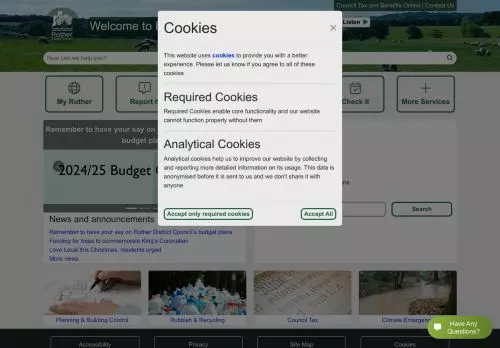 Council Tax and Benefits Online | Contact Us
Rother
Welcome to
Listen
How can we help you?
My Rother
Report
Check it
More Services
Cookies
×
This website uses cookies to provide you with a better
experience. Please let us know if you agree to all of these
cookies
Required Cookies
Required Cookies enable core functionality and our website
cannot function properly without them
Analytical Cookies
Analytical cookies help us to improve our website by collecting
and reporting more detailed information on its usage. This data is
anonymised before it is sent to us and we don't share it with
anyone
Accept only required cookies
Accept All
Remember to have your say on
budget plans
2024/25 Budget
Search
News and announcements
Remember to have your say on Rother District Council's budget plans
Funding for trees to commemorate King's Coronation
Love Local this Christmas, residents urged
More news
Planning & Building Control
Rubbish & Recycling
Council Tax
Climate Emergency
Have Any
Questions?
Accessibility
Privacy
Site Map
Cookies